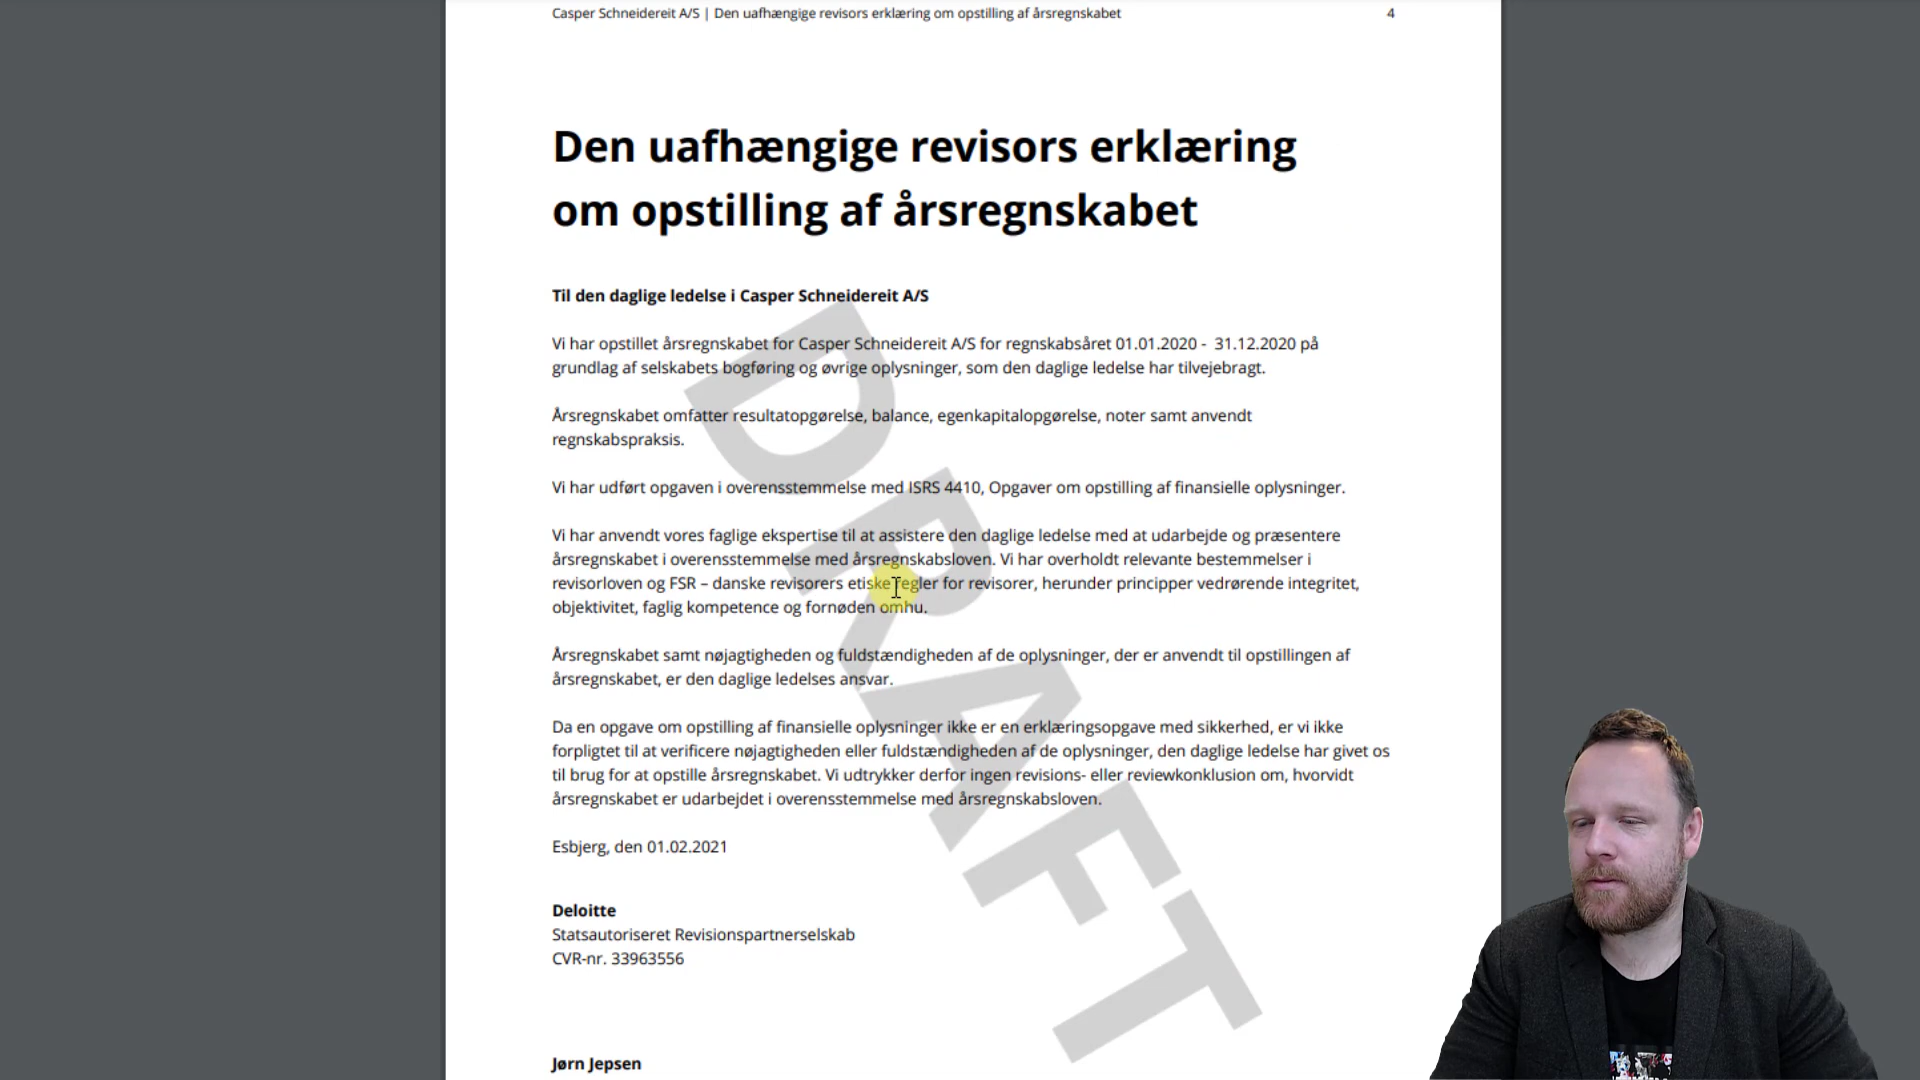 Casper Schneidereit A/S | Den uafhængige revisors erklæring om opstilling af årsregnskabet 4
Den uafhængige revisors erklæring
om opstilling af årsregnskabet
Til den daglige ledelse i Casper Schneidereit A/S
Vi har opstillet årsregnskabet for Casper Schneidereit A/S for regnskabsåret 01.01.2020 - 31.12.2020 på
grundlag af selskabets bogføring og øvrige oplysninger, som den daglige ledelse har tilvejebragt.
Årsregnskabet omfatter resultatopgørelse, balance, egenkapitalopgørelse, noter samt anvendt
regnskabspraksis.
Vi har udført opgaven i overensstemmelse med ISRS 4410, Opgaver om opstilling af finansielle oplysninger.
Vi har anvendt vores faglige ekspertise til at assistere den daglige ledelse med at udarbejde og præsentere
årsregnskabet i overensstemmelse med årsregnskabsloven. Vi har overholdt relevante bestemmelser i
revisorloven og FSR – danske revisorers etiske regler for revisorer, herunder principper vedrørende integritet,
objektivitet, faglig kompetence og fornøden omhu.
Årsregnskabet samt nøjagtigheden og fuldstændigheden af de oplysninger, der er anvendt til opstillingen af
årsregnskabet, er den daglige ledelses ansvar.
Da en opgave om opstilling af finansielle oplysninger ikke er en erklæringsopgave med sikkerhed, er vi ikke
forpligtet til at verificere nøjagtigheden eller fuldstændigheden af de oplysninger, den daglige ledelse har givet os
til brug for at opstille årsregnskabet. Vi udtrykker derfor ingen revisions- eller reviewkonklusion om, hvorvidt
årsregnskabet er udarbejdet i overensstemmelse med årsregnskabsloven.
Esbjerg, den 01.02.2021
Deloitte
Statsautoriseret Revisionspartnerselskab
CVR-nr. 33963556
Jørn Jepsen
DRAFT